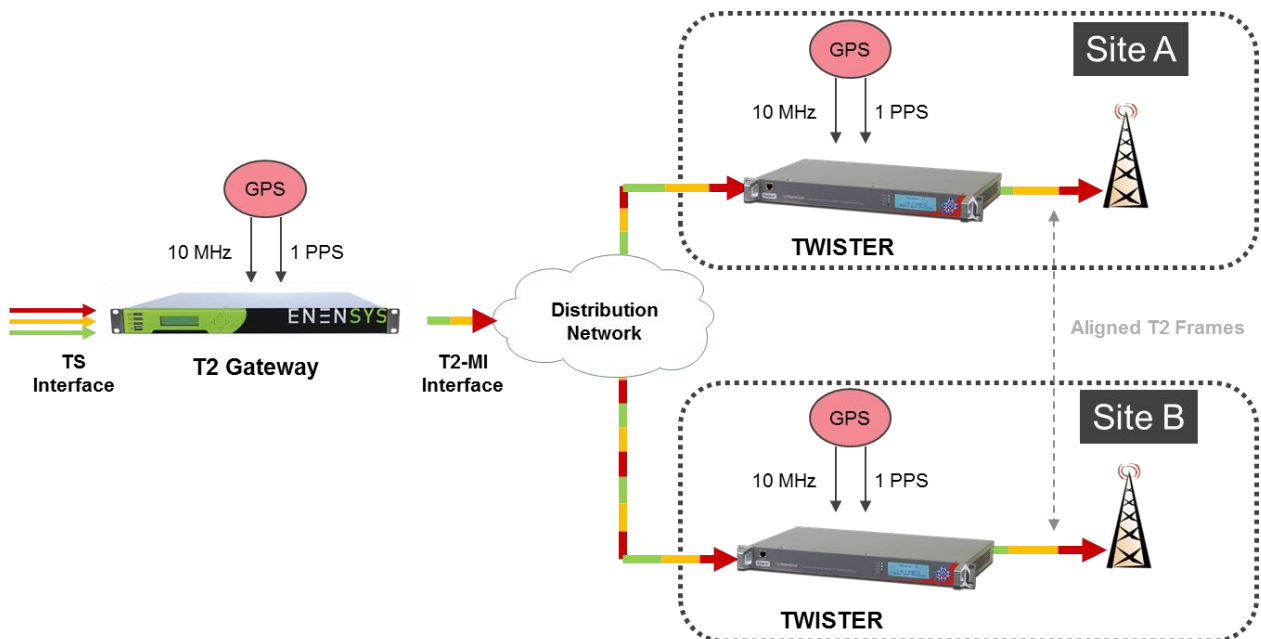 GPS
Site A
10 MHz
1 PPS
TWISTER
GPS
10 MHz
1 PPS
ENENSYS
TS
Interface
T2 Gateway
T2-MI
Interface
Distribution
Network
Aligned T2 Frames
GPS
Site B
10 MHz
1 PPS
TWISTER